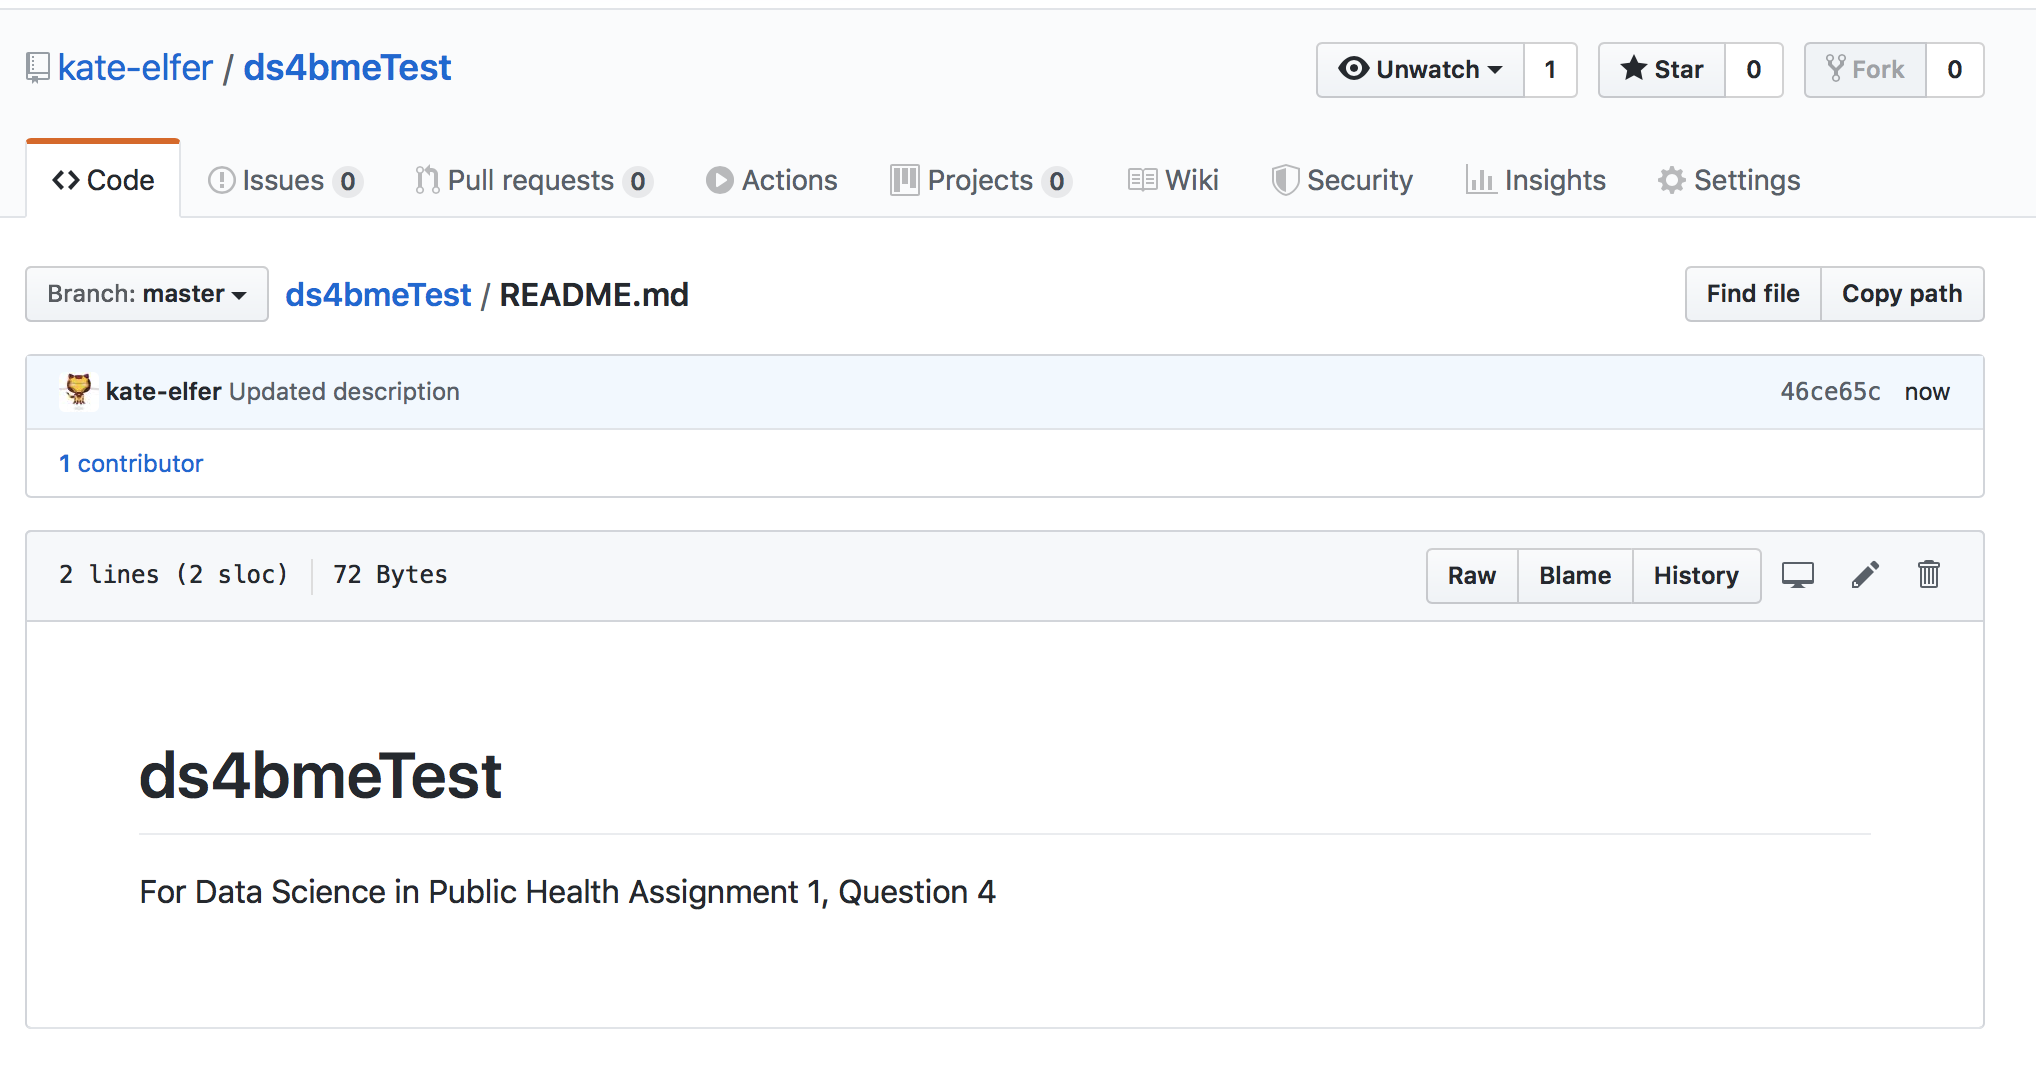 kate-elfer / ds4bmeTest
Unwatch 1 Star 0 Fork 0
Code Issues 0 Pull requests 0 Actions Projects 0 Wiki Security Insights Settings
Branch: master ds4bmeTest / README.md Find file Copy path
kate-elfer Updated description 46ce65c now
1 contributor
2 lines (2 sloc) 72 Bytes Raw Blame History
ds4bmeTest
For Data Science in Public Health Assignment 1, Question 4